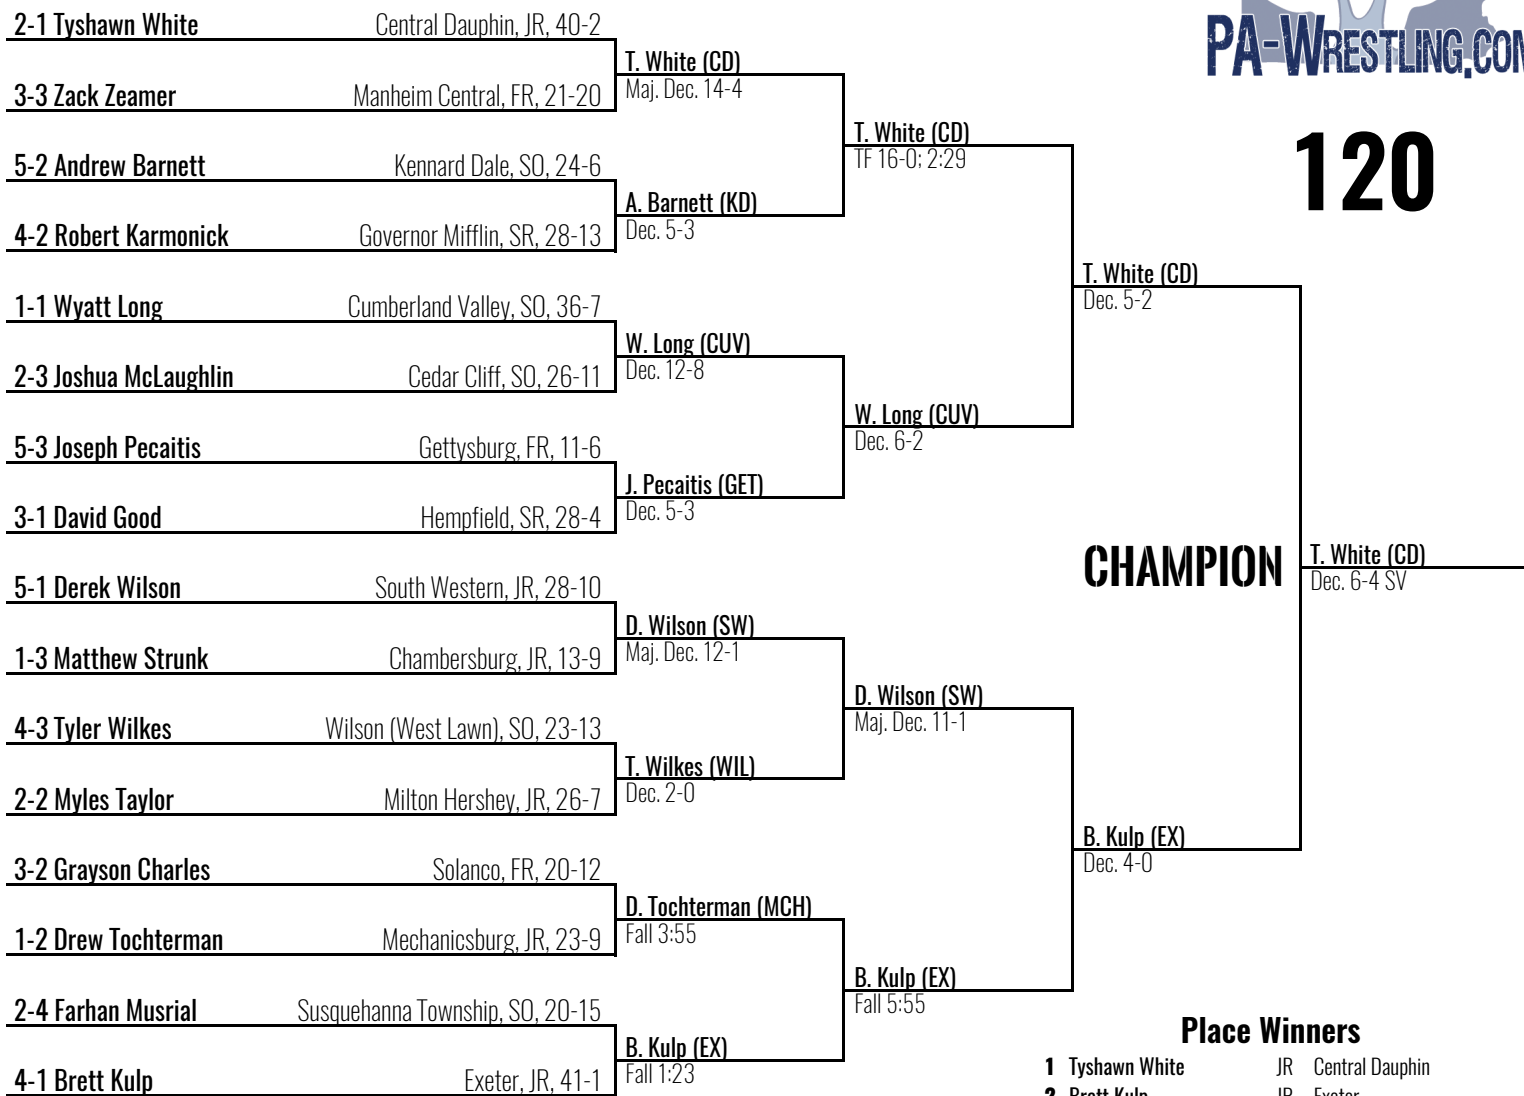 2-1 Tyshawn White Central Dauphin, JR, 40-2
T. White (CD)
Maj. Dec. 14-4
3-3 Zack Zeamer Manheim Central, FR, 21-20
T. White (CD)
TF 16-0; 2:29
5-2 Andrew Barnett Kennard Dale, SO, 24-6
A. Barnett (KD)
Dec. 5-3
4-2 Robert Karmonick Governor Mifflin, SR, 28-13
T. White (CD)
Dec. 5-2
1-1 Wyatt Long Cumberland Valley, SO, 36-7
W. Long (CUV)
Dec. 12-8
2-3 Joshua McLaughlin Cedar Cliff, SO, 26-11
W. Long (CUV)
Dec. 6-2
5-3 Joseph Pecaitis Gettysburg, FR, 11-6
J. Pecaitis (GET)
Dec. 5-3
3-1 David Good Hempfield, SR, 28-4
CHAMPION
T. White (CD)
Dec. 6-4 SV
5-1 Derek Wilson South Western, JR, 28-10
D. Wilson (SW)
Maj. Dec. 12-1
1-3 Matthew Strunk Chambersburg, JR, 13-9
D. Wilson (SW)
Maj. Dec. 11-1
4-3 Tyler Wilkes Wilson (West Lawn), SO, 23-13
T. Wilkes (WIL)
Dec. 2-0
2-2 Myles Taylor Milton Hershey, JR, 26-7
B. Kulp (EX)
Dec. 4-0
3-2 Grayson Charles Solanco, FR, 20-12
D. Tochterman (MCH)
Fall 3:55
1-2 Drew Tochterman Mechanicsburg, JR, 23-9
B. Kulp (EX)
Fall 5:55
2-4 Farhan Musrial Susquehanna Township, SO, 20-15
B. Kulp (EX)
Fall 1:23
4-1 Brett Kulp Exeter, JR, 41-1
PA-WRESTLING.COM
120
Place Winners
1 Tyshawn White JR Central Dauphin
2 Brett Kulp JR Exeter